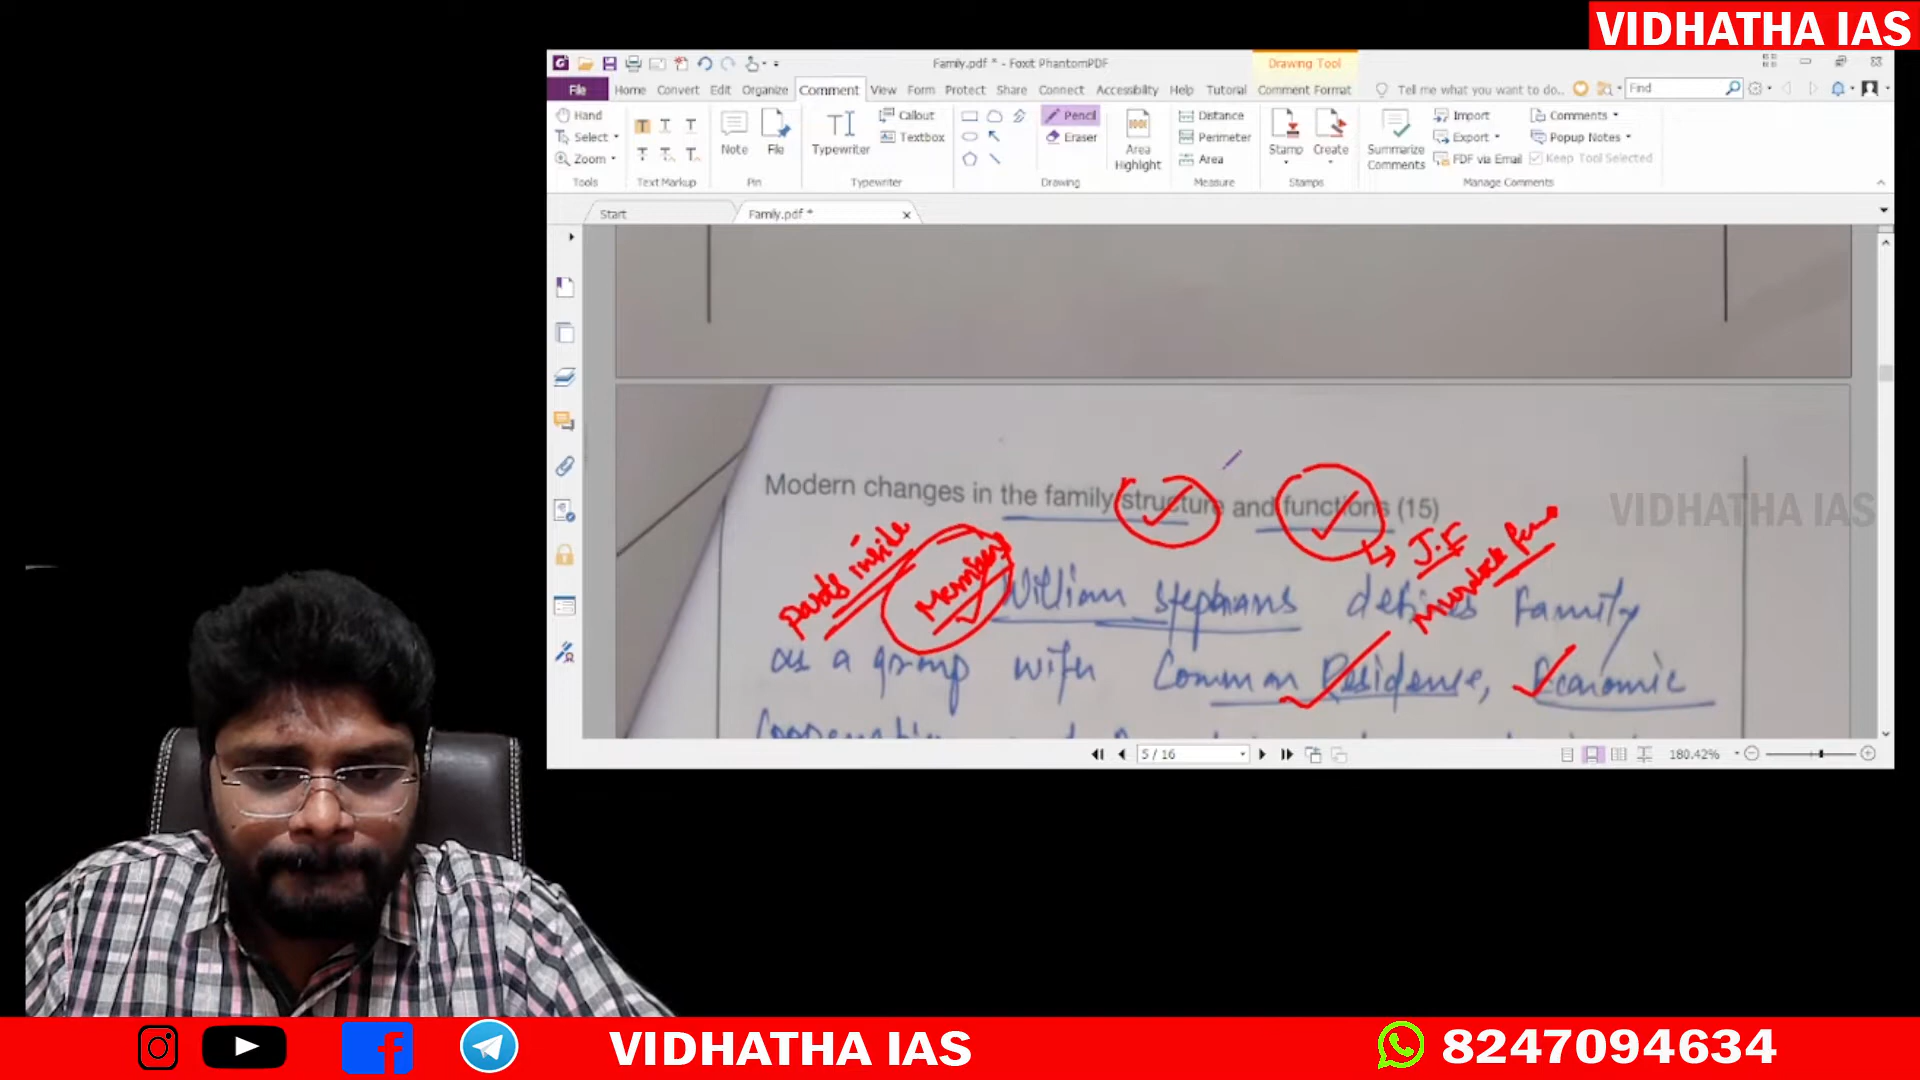 VIDHATHA IAS
Family.pdf * - Foxit PhantomPDF
Drawing Tool
File Home Convert Edit Organize Comment View Form Protect Share Connect Accessibility Help Tutorial Comment Format Tell me what you want to do.. Find
Hand
Select
Zoom
Tools
Text Markup
Note
File
Pin
Typewriter
Callout
Textbox
Typewriter
Pencil
Eraser
Area
Highlight
Drawing
Distance
Perimeter
Area
Measure
Stamp
Create
Stamps
Summarize
Comments
Import
Export
FDF via Email
Comments
Popup Notes
Keep Tool Selected
Manage Comments
Start
Family.pdf *
Modern changes in the family structure and functions (15)
VIDHATHA IAS
parts inside
Members
J.F
Murdock
William stephans defines Family
as a group with Common Residence, Economic
5 / 16
180.42%
VIDHATHA IAS
8247094634